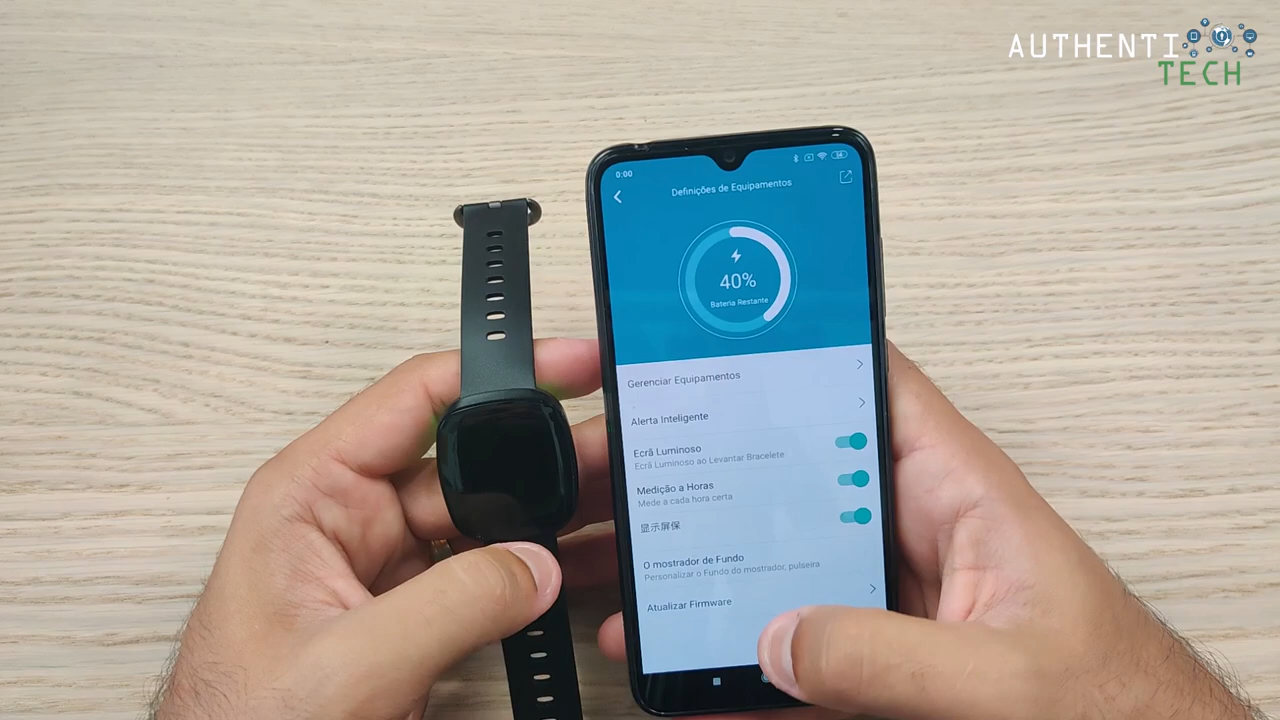 AUTHENTI
TECH
0:00
Definições de Equipamentos
40%
Bateria Restante
Gerenciar Equipamentos
Alerta Inteligente
Ecrã Luminoso
Ecrã Luminoso ao Levantar Bracelete
Medição a Horas
Mede a cada hora certa
显示屏保
O mostrador de Fundo
Personalizar o Fundo do mostrador, pulseira
Atualizar Firmware